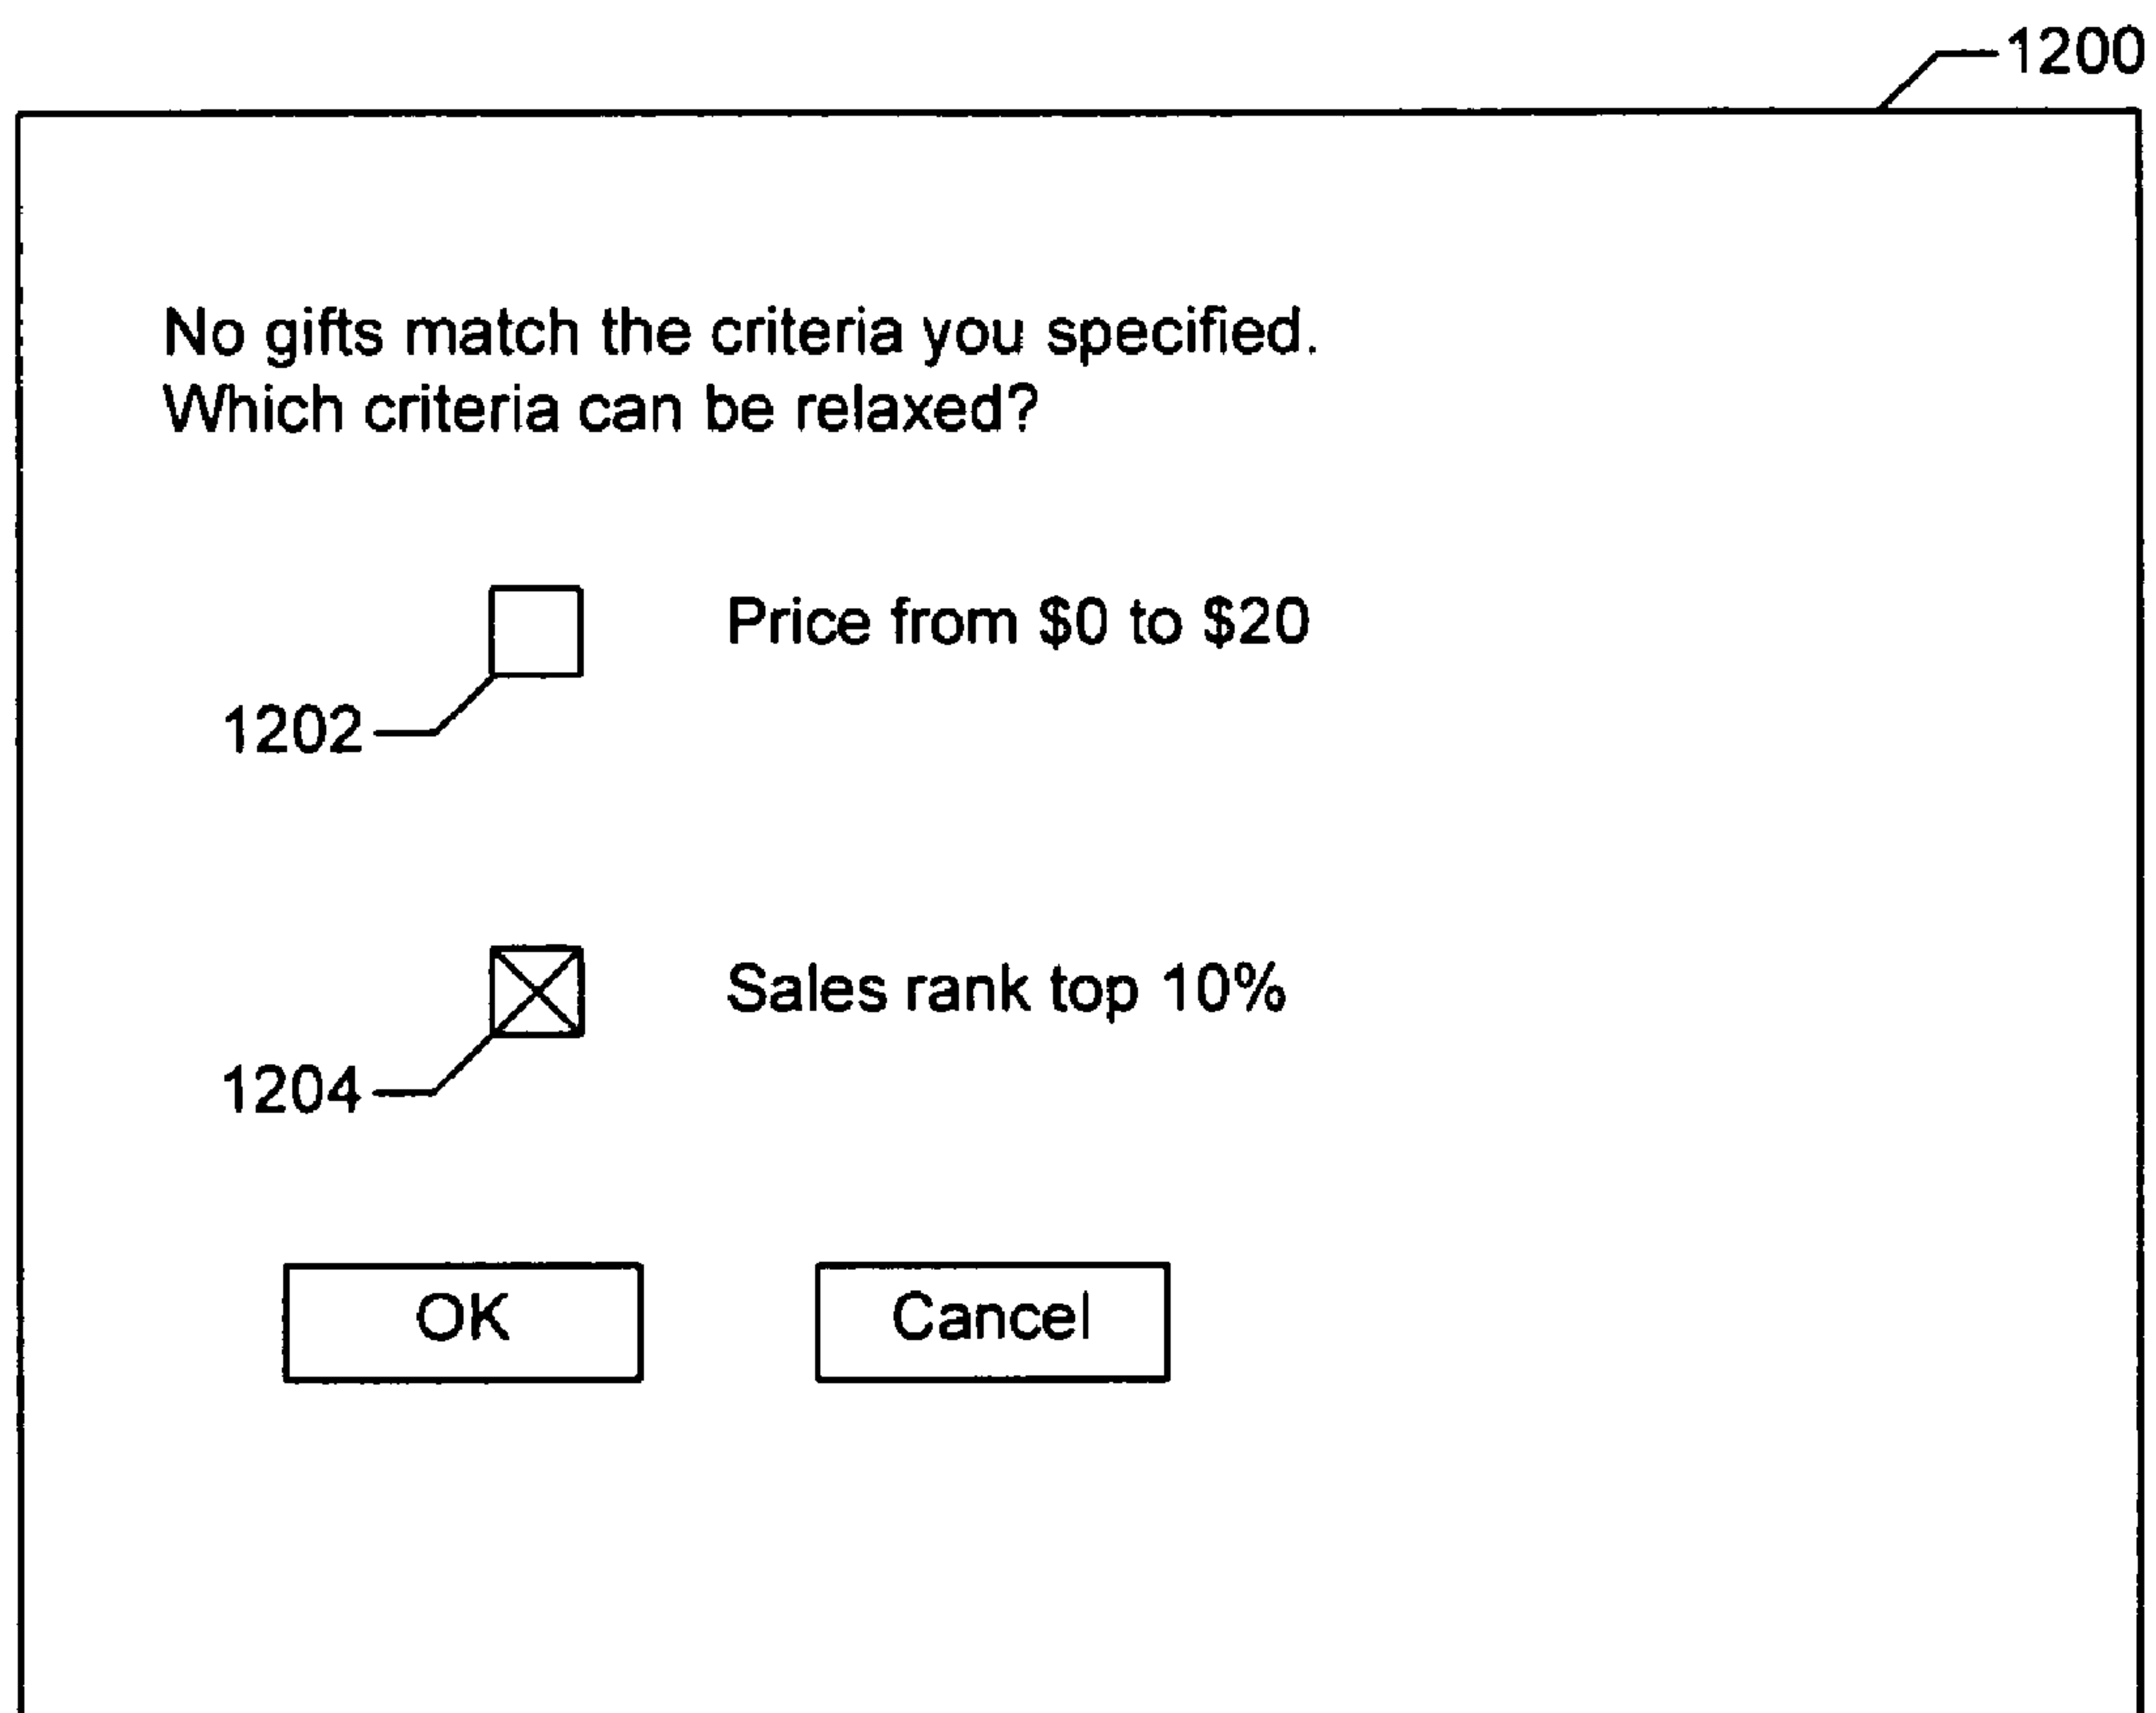 1200
No gifts match the criteria you specified.
Which criteria can be relaxed?
Price from $0 to $20
1202
Sales rank top 10%
1204
OK
Cancel